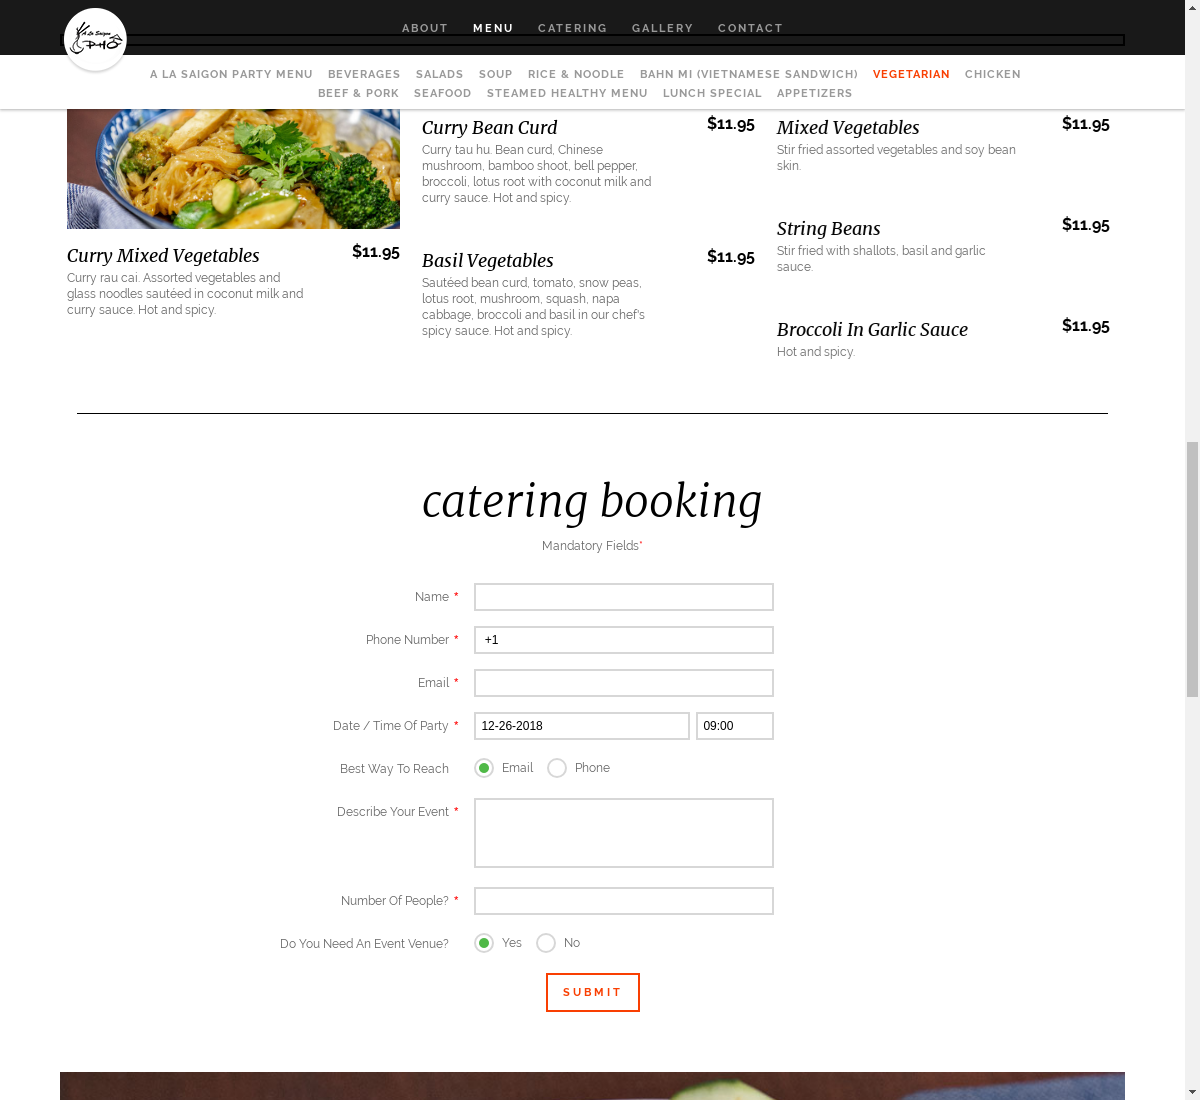 A La Saigon
PHO
ABOUT MENU CATERING GALLERY CONTACT
A LA SAIGON PARTY MENU BEVERAGES SALADS SOUP RICE & NOODLE BAHN MI (VIETNAMESE SANDWICH) VEGETARIAN CHICKEN
BEEF & PORK SEAFOOD STEAMED HEALTHY MENU LUNCH SPECIAL APPETIZERS
Curry Mixed Vegetables $11.95
Curry rau cai. Assorted vegetables and
glass noodles sautéed in coconut milk and
curry sauce. Hot and spicy.
Curry Bean Curd $11.95
Curry tau hu. Bean curd, Chinese
mushroom, bamboo shoot, bell pepper,
broccoli, lotus root with coconut milk and
curry sauce. Hot and spicy.
Basil Vegetables $11.95
Sautéed bean curd, tomato, snow peas,
lotus root, mushroom, squash, napa
cabbage, broccoli and basil in our chef's
spicy sauce. Hot and spicy.
Mixed Vegetables $11.95
Stir fried assorted vegetables and soy bean
skin.
String Beans $11.95
Stir fried with shallots, basil and garlic
sauce.
Broccoli In Garlic Sauce $11.95
Hot and spicy.
catering booking
Mandatory Fields*
Name *
Phone Number * +1
Email *
Date / Time Of Party * 12-26-2018 09:00
Best Way To Reach Email Phone
Describe Your Event *
Number Of People? *
Do You Need An Event Venue? Yes No
SUBMIT